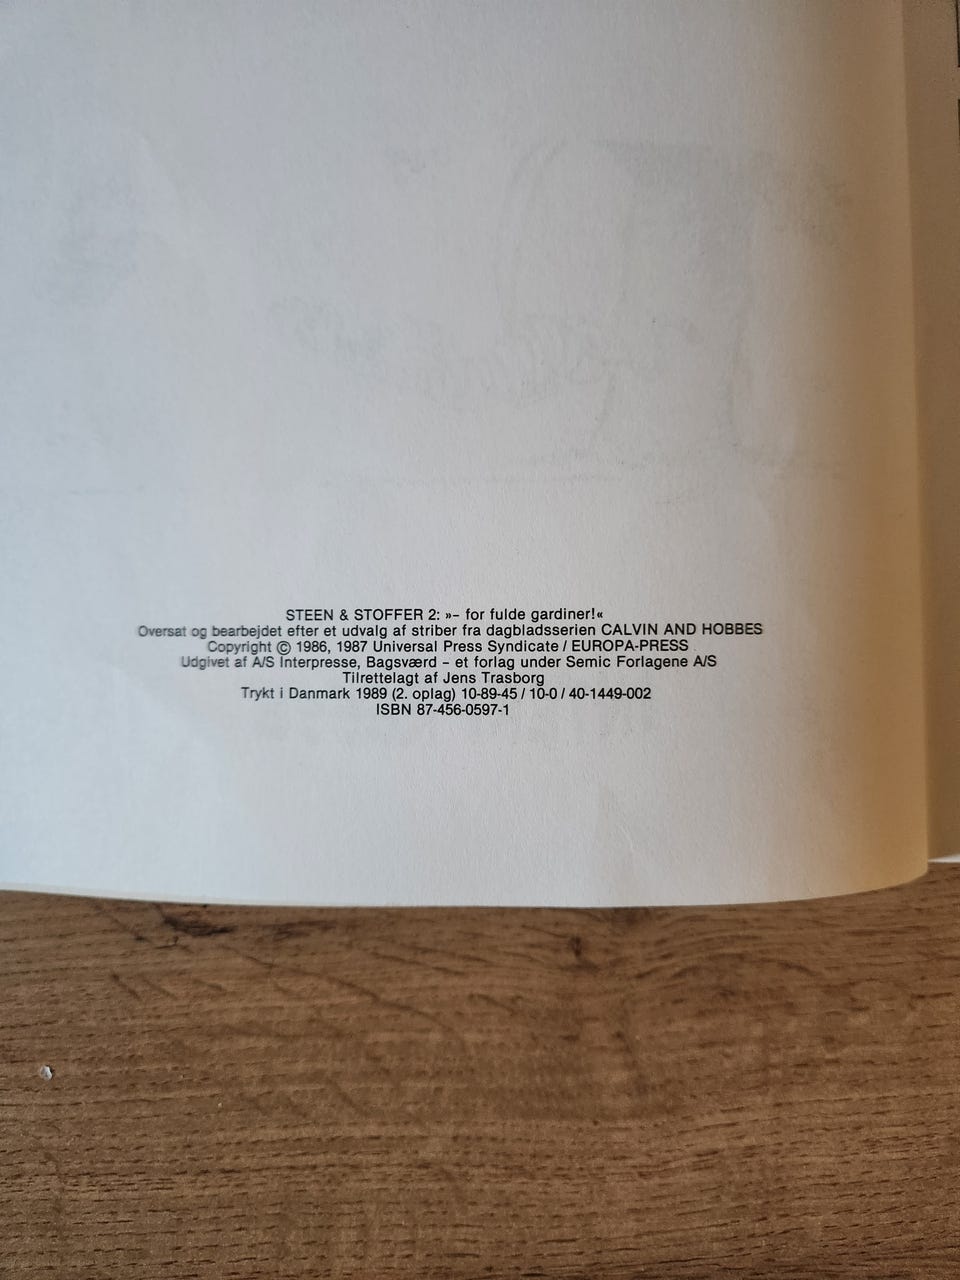 STEEN & STOFFER 2: »– for fulde gardiner!«
Oversat og bearbejdet efter et udvalg af striber fra dagbladsserien CALVIN AND HOBBES
Copyright © 1986, 1987 Universal Press Syndicate / EUROPA-PRESS
Udgivet af A/S Interpresse, Bagsværd – et forlag under Semic Forlagene A/S
Tilrettelagt af Jens Trasborg
Trykt i Danmark 1989 (2. oplag) 10-89-45 / 10-0 / 40-1449-002
ISBN 87-456-0597-1